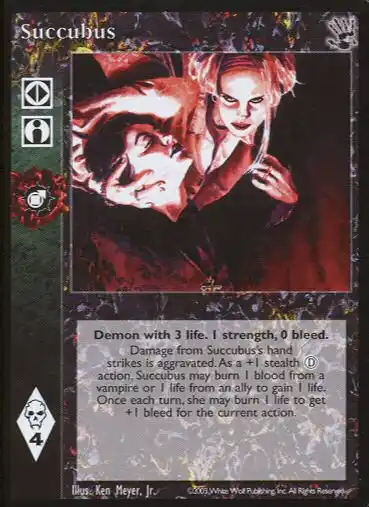 Succubus
Demon with 3 life. 1 strength, 0 bleed.
Damage from Succubus's hand
strikes is aggravated. As a +1 stealth Ⓓ
action, Succubus may burn 1 blood from a
vampire or 1 life from an ally to gain 1 life.
Once each turn, she may burn 1 life to get
+1 bleed for the current action.
4
Illus: Ken Meyer, Jr.
©2003 White Wolf Publishing, Inc. All Rights Reserved.